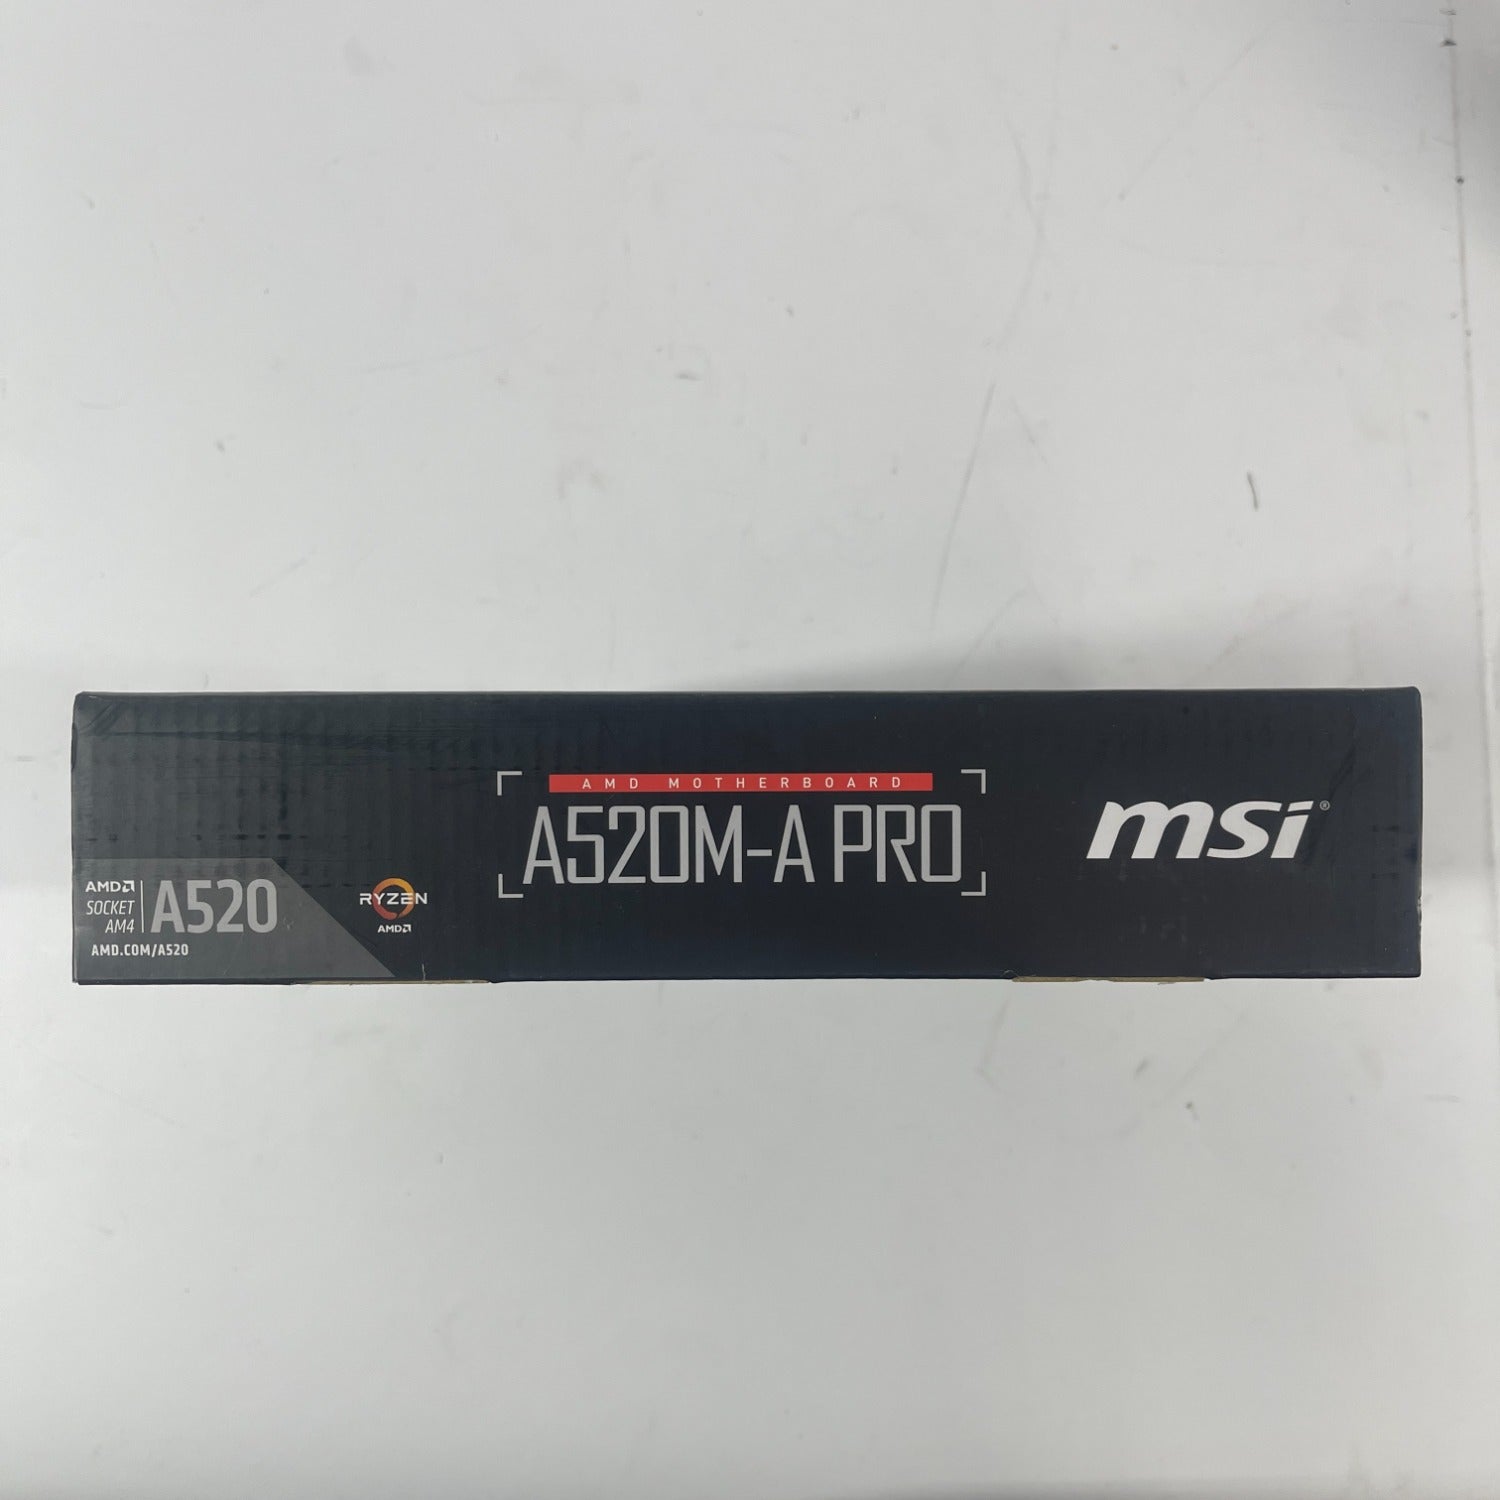 AMD MOTHERBOARD
A520M-A PRO
msi®
AMD
SOCKET
AM4
A520
AMD.COM/A520
RYZEN
AMD